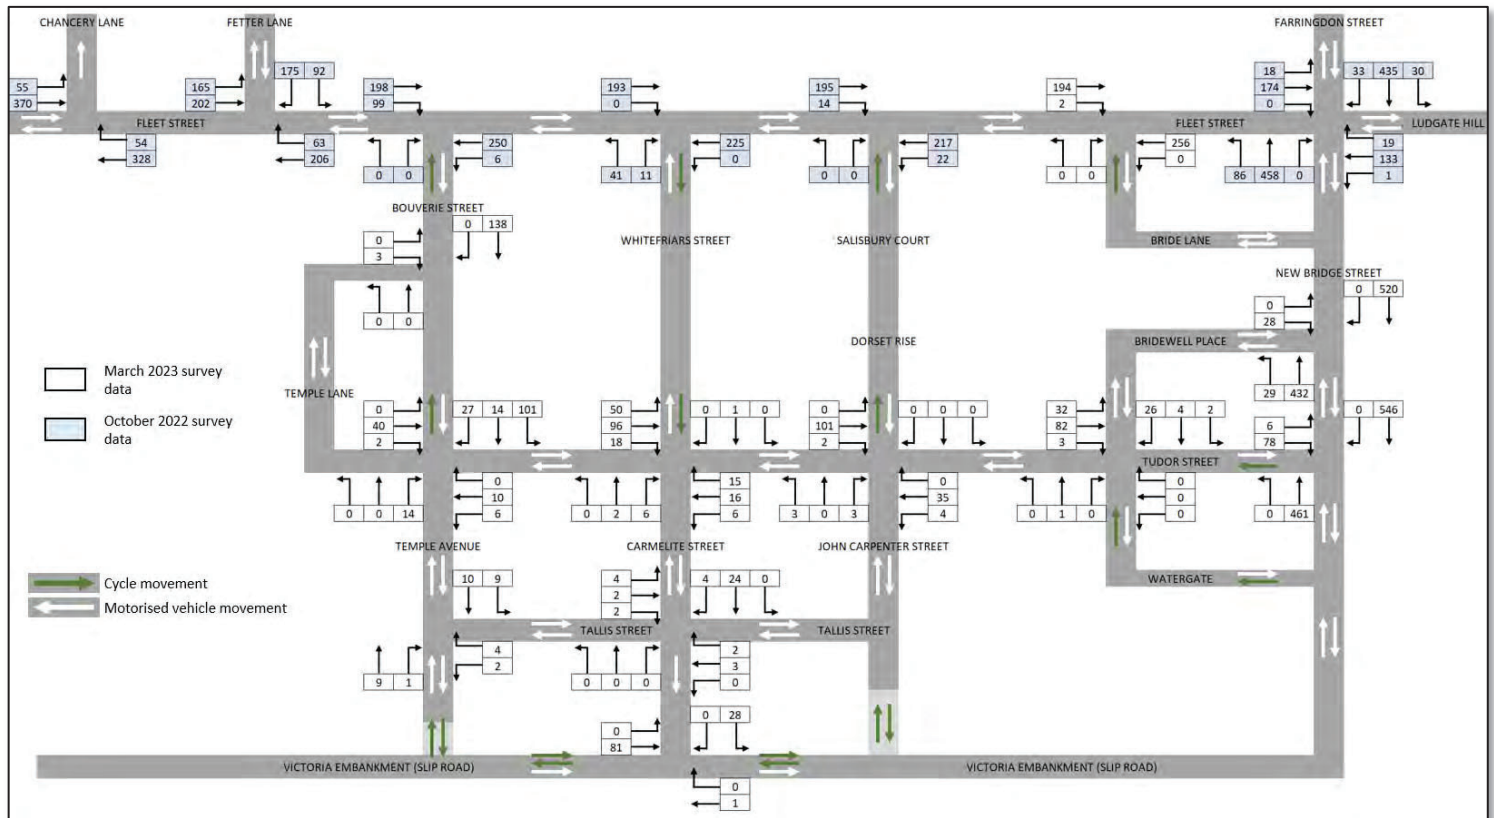 CHANCERY LANE
FETTER LANE
FARRINGDON STREET
55
370
165
202
175 92
198
99
193
0
195
14
194
2
18
174
0
33 435 30
FLEET STREET
FLEET STREET
LUDGATE HILL
54
328
63
206
0 0
250
6
41 11
225
0
0 0
217
22
0 0
256
0
86 458 0
19
133
1
BOUVERIE STREET
0 138
0
3
WHITEFRIARS STREET
SALISBURY COURT
BRIDE LANE
NEW BRIDGE STREET
0 520
0 0
0
28
DORSET RISE
BRIDEWELL PLACE
March 2023 survey
data
October 2022 survey
data
TEMPLE LANE
29 432
0
40
2
27 14 101
50
96
18
0 1 0
0
101
2
0 0 0
32
82
3
26 4 2
6
78
0 546
TUDOR STREET
0 0 14
0
10
6
0 2 6
15
16
6
3 0 3
0
35
4
0 1 0
0
0
0
0 461
TEMPLE AVENUE
CARMELITE STREET
JOHN CARPENTER STREET
Cycle movement
Motorised vehicle movement
10 9
4
2
2
4 24 0
WATERGATE
TALLIS STREET
TALLIS STREET
9 1
4
2
0 0 0
2
3
0
0
81
0 28
VICTORIA EMBANKMENT (SLIP ROAD)
VICTORIA EMBANKMENT (SLIP ROAD)
0
1